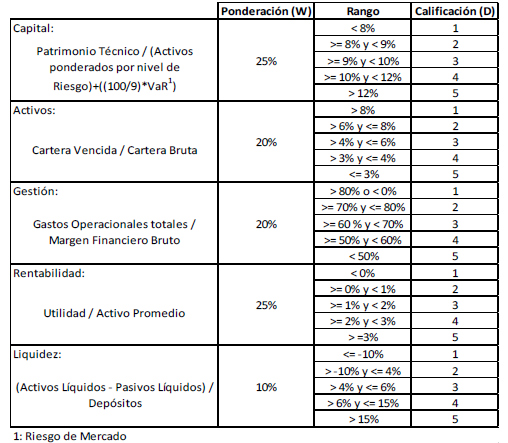 Ponderación (W) Rango Calificación (D)
Capital: < 8% 1
>= 8% y < 9% 2
Patrimonio Técnico / (Activos ponderados por nivel de Riesgo)+((100/9)*VaR¹) 25% >= 9% y < 10% 3
>= 10% y < 12% 4
> 12% 5
Activos: > 8% 1
> 6% y <= 8% 2
Cartera Vencida / Cartera Bruta 20% > 4% y <= 6% 3
> 3% y <= 4% 4
<= 3% 5
Gestión: > 80% o < 0% 1
>= 70% y <= 80% 2
Gastos Operacionales totales / Margen Financiero Bruto 20% >= 60 % y < 70% 3
>= 50% y < 60% 4
< 50% 5
Rentabilidad: < 0% 1
>= 0% y < 1% 2
Utilidad / Activo Promedio 25% >= 1% y < 2% 3
>= 2% y < 3% 4
> =3% 5
Liquidez: <= -10% 1
> -10% y <= 4% 2
(Activos Líquidos - Pasivos Líquidos) / Depósitos 10% > 4% y <= 6% 3
> 6% y <= 15% 4
> 15% 5
1: Riesgo de Mercado